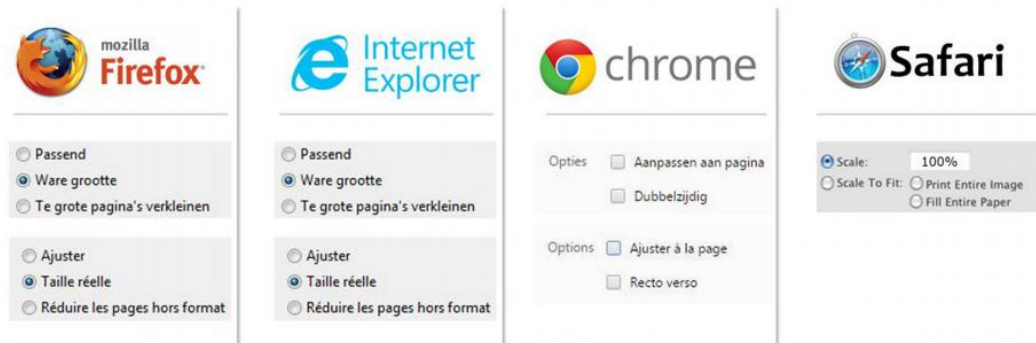 mozilla
Firefox
Passend
Ware grootte
Te grote pagina's verkleinen
Ajuster
Taille réelle
Réduire les pages hors format
Internet
Explorer
Passend
Ware grootte
Te grote pagina's verkleinen
Ajuster
Taille réelle
Réduire les pages hors format
chrome
Opties Aanpassen aan pagina
Dubbelzijdig
Options Ajuster à la page
Recto verso
Safari
Scale: 100%
Scale To Fit: Print Entire Image
Fill Entire Paper